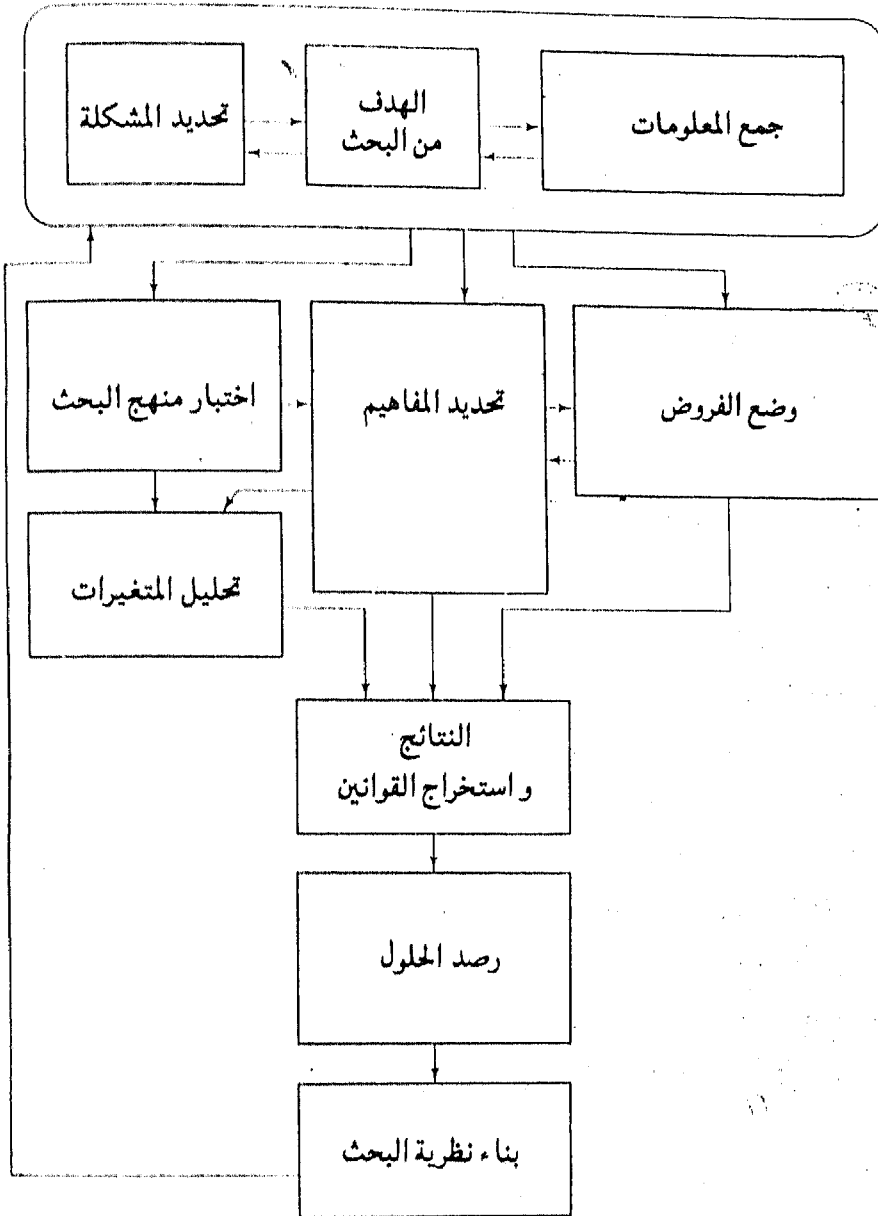 جمع المعلومات
الهدف
من البحث
تحديد المشكلة
وضع الفروض
تحديد المفاهيم
اختبار منهج البحث
تحليل المتغيرات
النتائج
و استخراج القوانين
رصد الحلول
بناء نظرية البحث